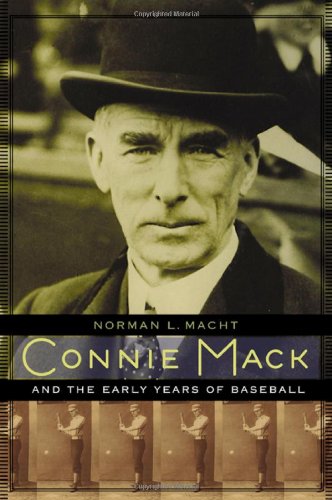 NORMAN L. MACHT
CONNIE MACK
AND THE EARLY YEARS OF BASEBALL